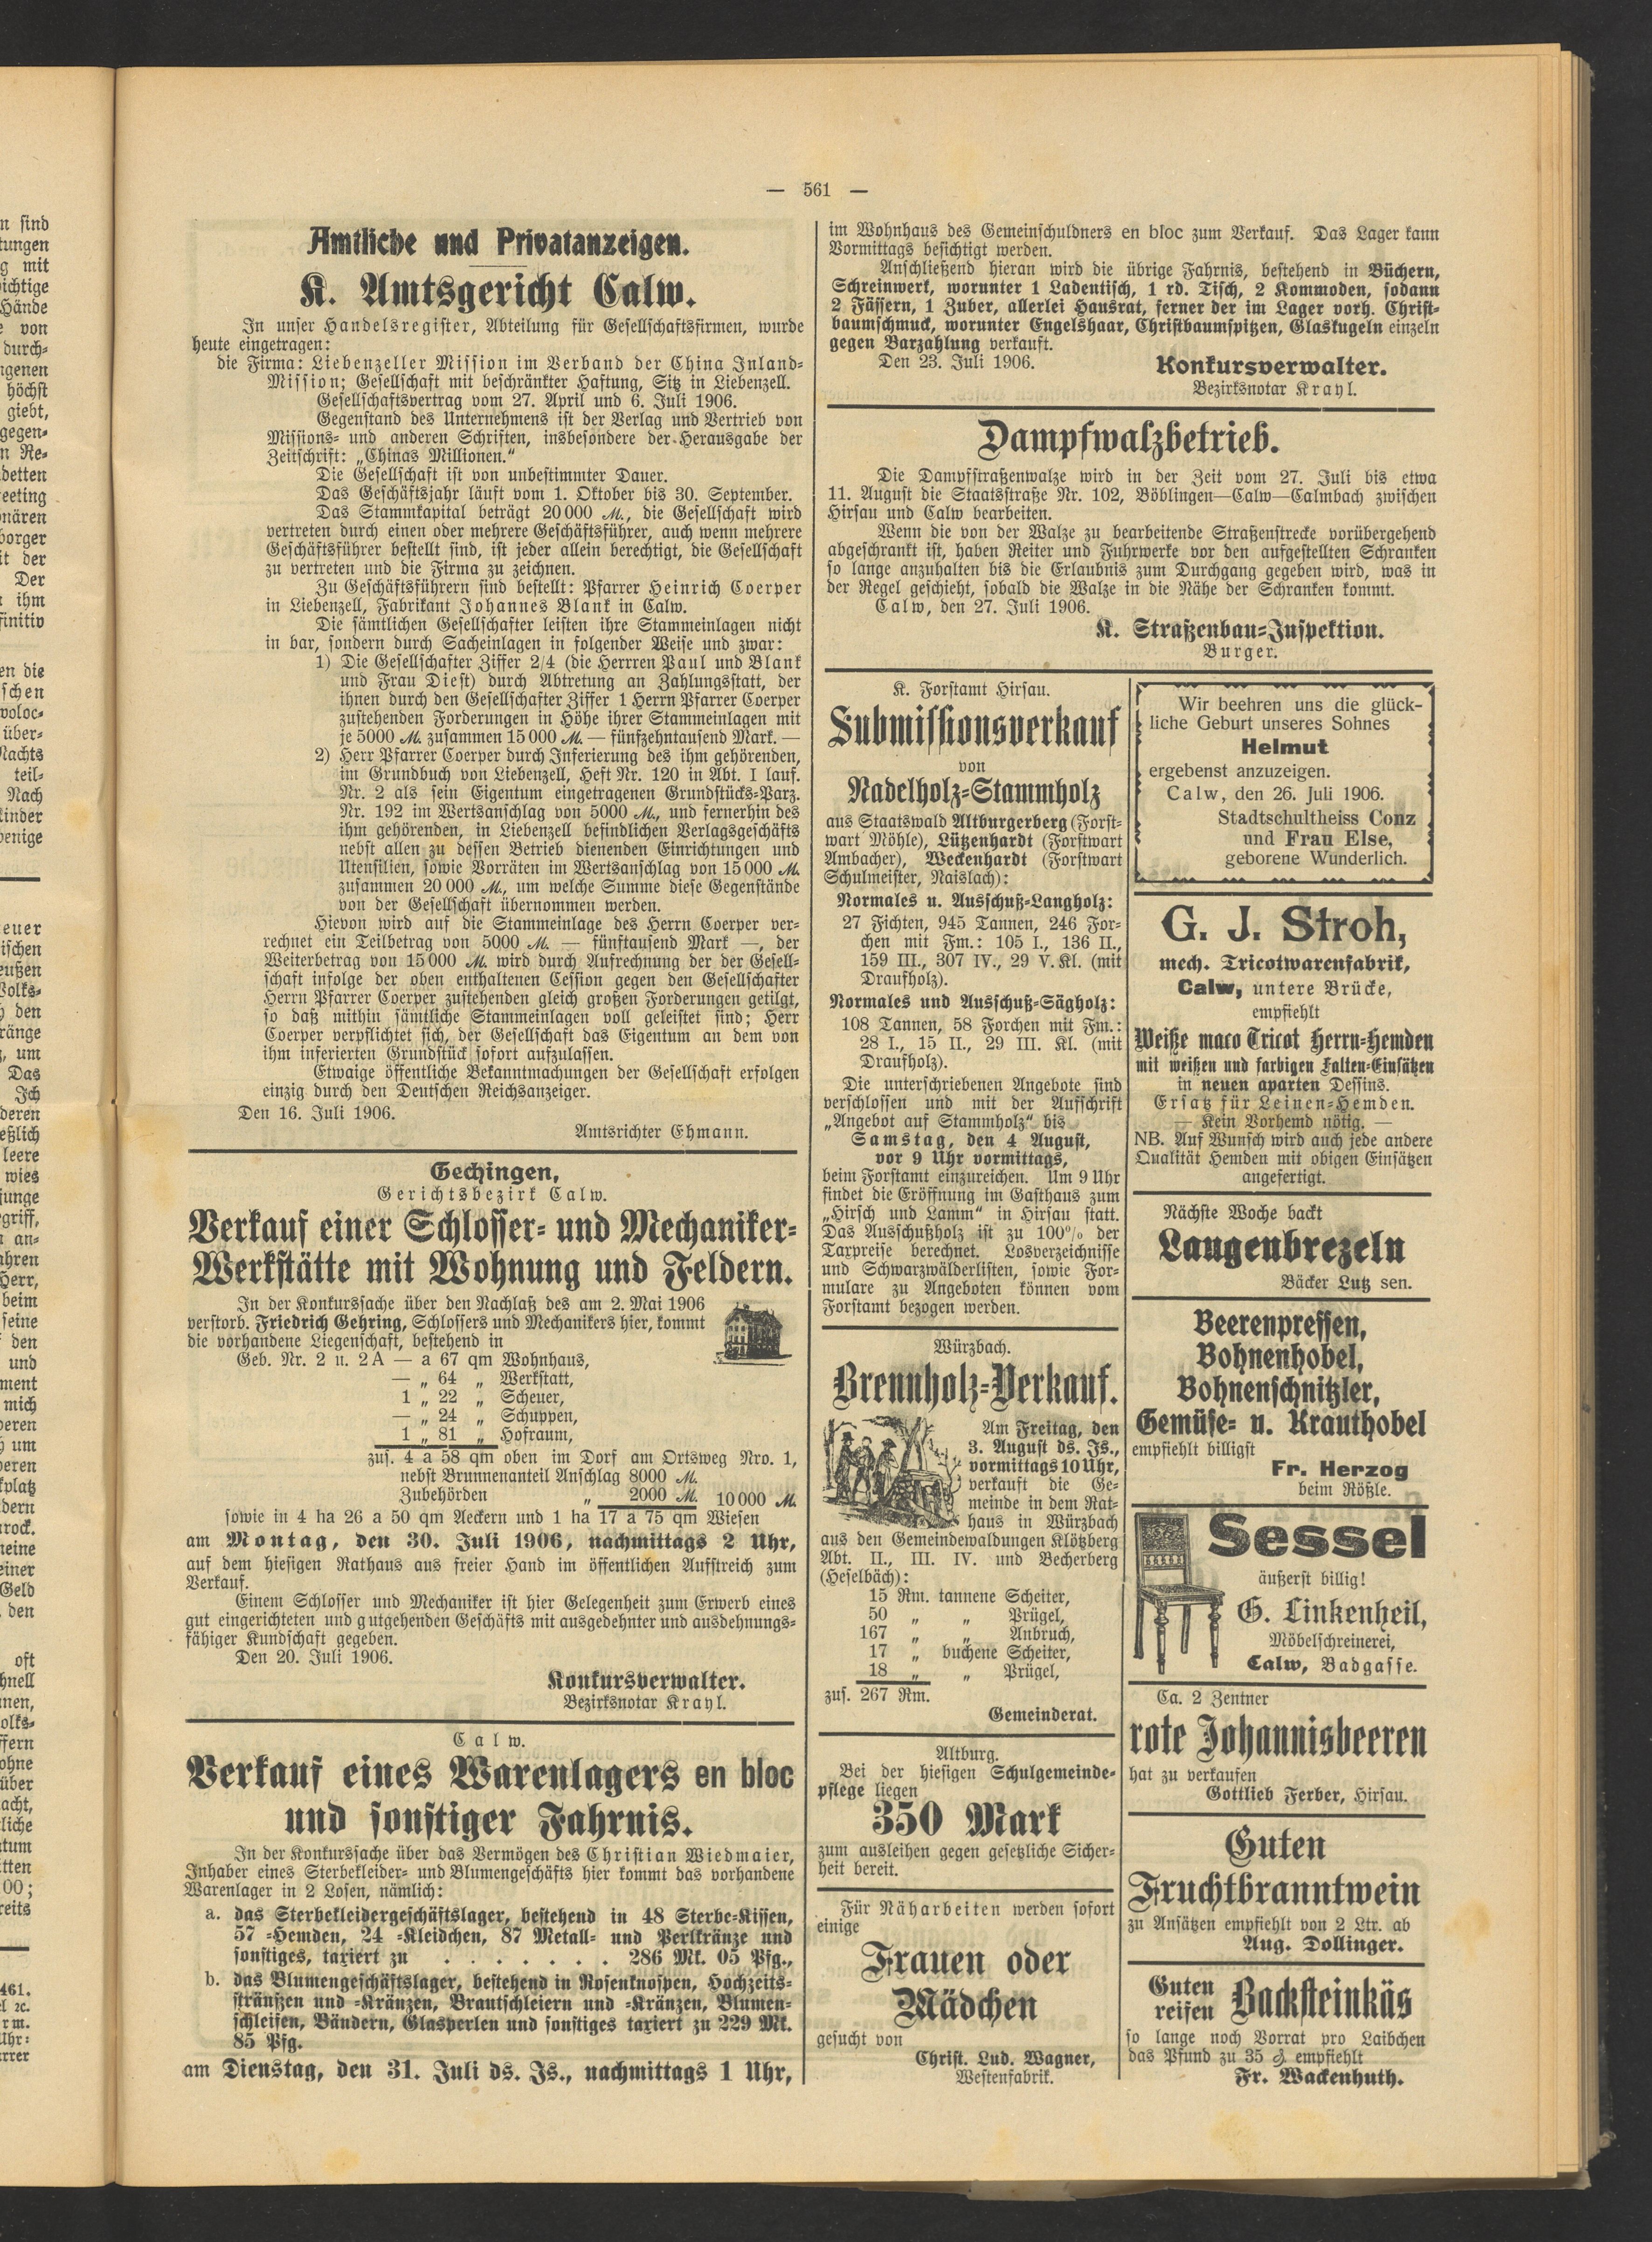 — 561 —
Amtliche und Privatanzeigen.
K. Amtsgericht Calw.
In unser Handelsregister, Abteilung für Gesellschaftsfirmen, wurde
heute eingetragen:
die Firma: Liebenzeller Mission im Verband der China Inland-
Mission; Gesellschaft mit beschränkter Haftung, Sitz in Liebenzell.
Gesellschaftsvertrag vom 27. April und 6. Juli 1906.
Gegenstand des Unternehmens ist der Verlag und Vertrieb von
Missions- und anderen Schriften, insbesondere der Herausgabe der
Zeitschrift: „Chinas Millionen."
Die Gesellschaft ist von unbestimmter Dauer.
Das Geschäftsjahr läuft vom 1. Oktober bis 30. September.
Das Stammkapital beträgt 20 000 M., die Gesellschaft wird
vertreten durch einen oder mehrere Geschäftsführer, auch wenn mehrere
Geschäftsführer bestellt sind, ist jeder allein berechtigt, die Gesellschaft
zu vertreten und die Firma zu zeichnen.
Zu Geschäftsführern sind bestellt: Pfarrer Heinrich Coerper
in Liebenzell, Fabrikant Johannes Blank in Calw.
Die sämtlichen Gesellschafter leisten ihre Stammeinlagen nicht
in bar, sondern durch Sacheinlagen in folgender Weise und zwar:
1) Die Gesellschafter Ziffer 2/4 (die Herrren Paul und Blank
und Frau Diest) durch Abtretung an Zahlungsstatt, der
ihnen durch den Gesellschafter Ziffer 1 Herrn Pfarrer Coerper
zustehenden Forderungen in Höhe ihrer Stammeinlagen mit
je 5000 M. zusammen 15 000 M. — fünfzehntausend Mark. —
2) Herr Pfarrer Coerper durch Inferierung des ihm gehörenden,
im Grundbuch von Liebenzell, Heft Nr. 120 in Abt. I lauf.
Nr. 2 als sein Eigentum eingetragenen Grundstücks-Parz.
Nr. 192 im Wertsanschlag von 5000 M., und fernerhin des
ihm gehörenden, in Liebenzell befindlichen Verlagsgeschäfts
nebst allen zu dessen Betrieb dienenden Einrichtungen und
Utensilien, sowie Vorräten im Wertsanschlag von 15 000 M.
zusammen 20 000 M., um welche Summe diese Gegenstände
von der Gesellschaft übernommen werden.
Hievon wird auf die Stammeinlage des Herrn Coerper ver-
rechnet ein Teilbetrag von 5000 M. — fünftausend Mark —, der
Weiterbetrag von 15 000 M. wird durch Aufrechnung der der Gesell-
schaft infolge der oben enthaltenen Cession gegen den Gesellschafter
Herrn Pfarrer Coerper zustehenden gleich großen Forderungen getilgt,
so daß mithin sämtliche Stammeinlagen voll geleistet sind; Herr
Coerper verpflichtet sich, der Gesellschaft das Eigentum an dem von
ihm inferierten Grundstück sofort aufzulassen.
Etwaige öffentliche Bekanntmachungen der Gesellschaft erfolgen
einzig durch den Deutschen Reichsanzeiger.
Den 16. Juli 1906.
Amtsrichter Ehmann.
Gechingen,
Gerichtsbezirk Calw.
Verkauf einer Schlosser- und Mechaniker-
Werkstätte mit Wohnung und Feldern.
In der Konkurssache über den Nachlaß des am 2. Mai 1906
verstorb. Friedrich Gehring, Schlossers und Mechanikers hier, kommt
die vorhandene Liegenschaft, bestehend in
Geb. Nr. 2 u. 2 A — a 67 qm Wohnhaus,
— „ 64 „ Werkstatt,
1 „ 22 „ Scheuer,
— „ 24 „ Schuppen,
1 „ 81 „ Hofraum,
zus. 4 a 58 qm oben im Dorf am Ortsweg Nro. 1,
nebst Brunnenanteil Anschlag 8000 M.
Zubehörden „ 2000 M. 10 000 M.
sowie in 4 ha 26 a 50 qm Aeckern und 1 ha 17 a 75 qm Wiesen
am Montag, den 30. Juli 1906, nachmittags 2 Uhr,
auf dem hiesigen Rathaus aus freier Hand im öffentlichen Aufstreich zum
Verkauf.
Einem Schlosser und Mechaniker ist hier Gelegenheit zum Erwerb eines
gut eingerichteten und gutgehenden Geschäfts mit ausgedehnter und ausdehnungs-
fähiger Kundschaft gegeben.
Den 20. Juli 1906.
Konkursverwalter.
Bezirksnotar Krayl.
Calw.
Verkauf eines Warenlagers en bloc
und sonstiger Fahrnis.
In der Konkurssache über das Vermögen des Christian Wiedmaier,
Inhaber eines Sterbekleider- und Blumengeschäfts hier kommt das vorhandene
Warenlager in 2 Losen, nämlich:
a. das Sterbekleidergeschäftslager, bestehend in 48 Sterbe-Kissen,
57 -Hemden, 24 -Kleidchen, 87 Metall- und Perlkränze und
sonstiges, taxiert zu . . . . . . . 286 Mk. 05 Pfg.,
b. das Blumengeschäftslager, bestehend in Rosenknospen, Hochzeits-
sträußen und -Kränzen, Brautschleiern und -Kränzen, Blumen-
schleifen, Bändern, Glasperlen und sonstiges taxiert zu 229 Mk.
85 Pfg.
am Dienstag, den 31. Juli ds. Js., nachmittags 1 Uhr,
im Wohnhaus des Gemeinschuldners en bloc zum Verkauf. Das Lager kann
Vormittags besichtigt werden.
Anschließend hieran wird die übrige Fahrnis, bestehend in Büchern,
Schreinwerk, worunter 1 Ladentisch, 1 rd. Tisch, 2 Kommoden, sodann
2 Fässern, 1 Zuber, allerlei Hausrat, ferner der im Lager vorh. Christ-
baumschmuck, worunter Engelshaar, Christbaumspitzen, Glaskugeln einzeln
gegen Barzahlung verkauft.
Den 23. Juli 1906.
Konkursverwalter.
Bezirksnotar Krayl.
Dampfwalzbetrieb.
Die Dampfstraßenwalze wird in der Zeit vom 27. Juli bis etwa
11. August die Staatsstraße Nr. 102, Böblingen—Calw—Calmbach zwischen
Hirsau und Calw bearbeiten.
Wenn die von der Walze zu bearbeitende Straßenstrecke vorübergehend
abgeschrankt ist, haben Reiter und Fuhrwerke vor den aufgestellten Schranken
so lange anzuhalten bis die Erlaubnis zum Durchgang gegeben wird, was in
der Regel geschieht, sobald die Walze in die Nähe der Schranken kommt.
Calw, den 27. Juli 1906.
K. Straßenbau-Inspektion.
Burger.
K. Forstamt Hirsau.
Submissionsverkauf
von
Nadelholz-Stammholz
aus Staatswald Altburgerberg (Forst-
wart Möhle), Lützenhardt (Forstwart
Ambacher), Weckenhardt (Forstwart
Schulmeister, Naislach):
Normales u. Ausschuß-Langholz:
27 Fichten, 945 Tannen, 246 For-
chen mit Fm.: 105 I., 136 II.,
159 III., 307 IV., 29 V. Kl. (mit
Draufholz).
Normales und Ausschuß-Sägholz:
108 Tannen, 58 Forchen mit Fm.:
28 I., 15 II., 29 III. Kl. (mit
Draufholz).
Die unterschriebenen Angebote sind
verschlossen und mit der Aufschrift
„Angebot auf Stammholz" bis
Samstag, den 4 August,
vor 9 Uhr vormittags,
beim Forstamt einzureichen. Um 9 Uhr
findet die Eröffnung im Gasthaus zum
„Hirsch und Lamm" in Hirsau statt.
Das Ausschußholz ist zu 100% der
Taxpreise berechnet. Losverzeichnisse
und Schwarzwälderlisten, sowie For-
mulare zu Angeboten können vom
Forstamt bezogen werden.
Würzbach.
Brennholz-Verkauf.
Am Freitag, den
3. August ds. Js.,
vormittags 10 Uhr,
verkauft die Ge-
meinde in dem Rat-
haus in Würzbach
aus den Gemeindewaldungen Klötzberg
Abt. II., III. IV. und Becherberg
(Heselbäch):
15 Rm. tannene Scheiter,
50 „ „ Prügel,
167 „ „ Anbruch,
17 „ buchene Scheiter,
18 „ „ Prügel,
zus. 267 Rm.
Gemeinderat.
Altburg.
Bei der hiesigen Schulgemeinde-
pflege liegen
350 Mark
zum ausleihen gegen gesetzliche Sicher-
heit bereit.
Für Näharbeiten werden sofort
einige
Frauen oder
Mädchen
gesucht von
Christ. Lud. Wagner,
Westenfabrik.
Wir beehren uns die glück-
liche Geburt unseres Sohnes
Helmut
ergebenst anzuzeigen.
Calw, den 26. Juli 1906.
Stadtschultheiss Conz
und Frau Else,
geborene Wunderlich.
G. J. Stroh,
mech. Tricotwarenfabrik,
Calw, untere Brücke,
empfiehlt
Weiße maco Tricot Herrn-Hemden
mit weißen und farbigen Falten-Einsätzen
in neuen aparten Dessins.
Ersatz für Leinen-Hemden.
— Kein Vorhemd nötig. —
NB. Auf Wunsch wird auch jede andere
Qualität Hemden mit obigen Einsätzen
angefertigt.
Nächste Woche backt
Laugenbrezeln
Bäcker Lutz sen.
Beerenpressen,
Bohnenhobel,
Bohnenschnitzler,
Gemüse- u. Krauthobel
empfiehlt billigst
Fr. Herzog
beim Rößle.
Sessel
äußerst billig!
G. Linkenheil,
Möbelschreinerei,
Calw, Badgasse.
Ca. 2 Zentner
rote Johannisbeeren
hat zu verkaufen
Gottlieb Ferber, Hirsau.
Guten
Fruchtbranntwein
zu Ansätzen empfiehlt von 2 Ltr. ab
Aug. Dollinger.
Guten
reifen Backsteinkäs
so lange noch Vorrat pro Laibchen
das Pfund zu 35 ₰ empfiehlt
Fr. Wackenhuth.